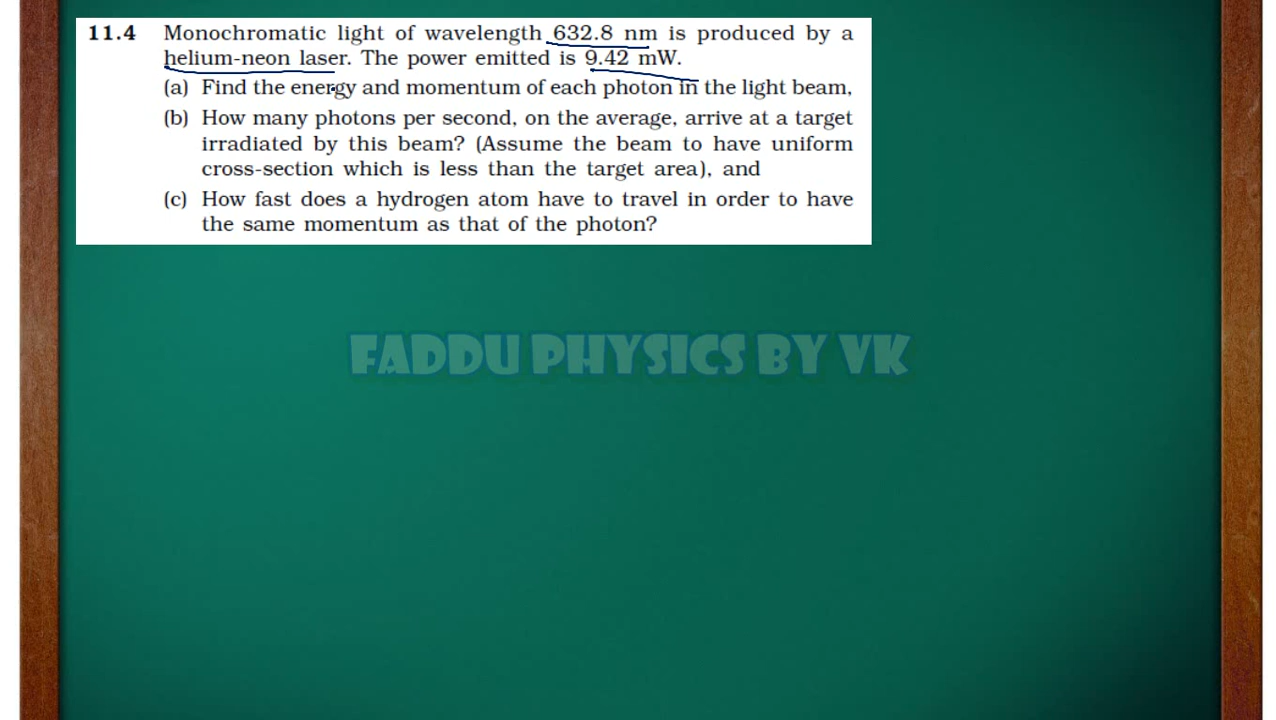 11.4 Monochromatic light of wavelength 632.8 nm is produced by a
helium-neon laser. The power emitted is 9.42 mW.
(a) Find the energy and momentum of each photon in the light beam,
(b) How many photons per second, on the average, arrive at a target
irradiated by this beam? (Assume the beam to have uniform
cross-section which is less than the target area), and
(c) How fast does a hydrogen atom have to travel in order to have
the same momentum as that of the photon?
FADDU PHYSICS BY VK